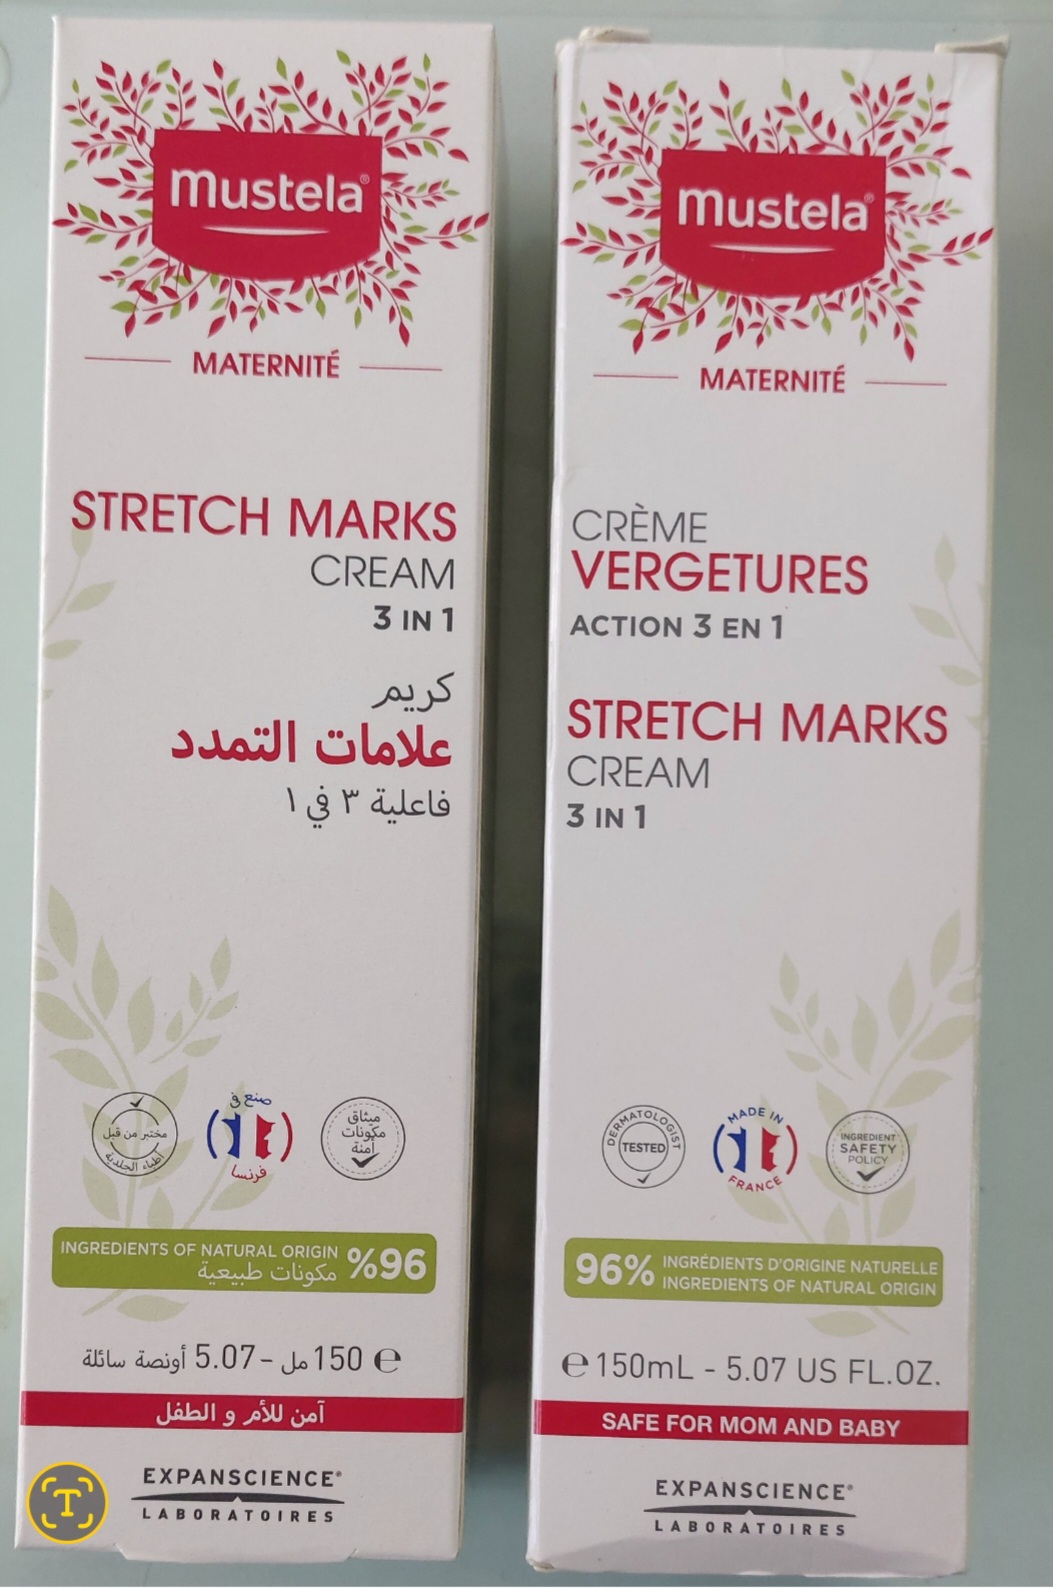 mustela®
MATERNITÉ
STRETCH MARKS
CREAM
3 IN 1
كريم
علامات التمدد
فاعلية ٣ في ١
مختبر من قبل
أطباء الجلدية
صنع في
فرنسا
ميثاق
مكونات
آمنة
INGREDIENTS OF NATURAL ORIGIN %96
مكونات طبيعية
150 مل - 5.07 أونصة سائلة
آمن للأم و الطفل
EXPANSCIENCE®
LABORATOIRES
mustela®
MATERNITÉ
CRÈME
VERGETURES
ACTION 3 EN 1
STRETCH MARKS
CREAM
3 IN 1
DERMATOLOGIST
TESTED
MADE IN
FRANCE
INGREDIENT
SAFETY
POLICY
96% INGRÉDIENTS D'ORIGINE NATURELLE
INGREDIENTS OF NATURAL ORIGIN
℮ 150mL - 5.07 US FL.OZ.
SAFE FOR MOM AND BABY
EXPANSCIENCE®
LABORATOIRES